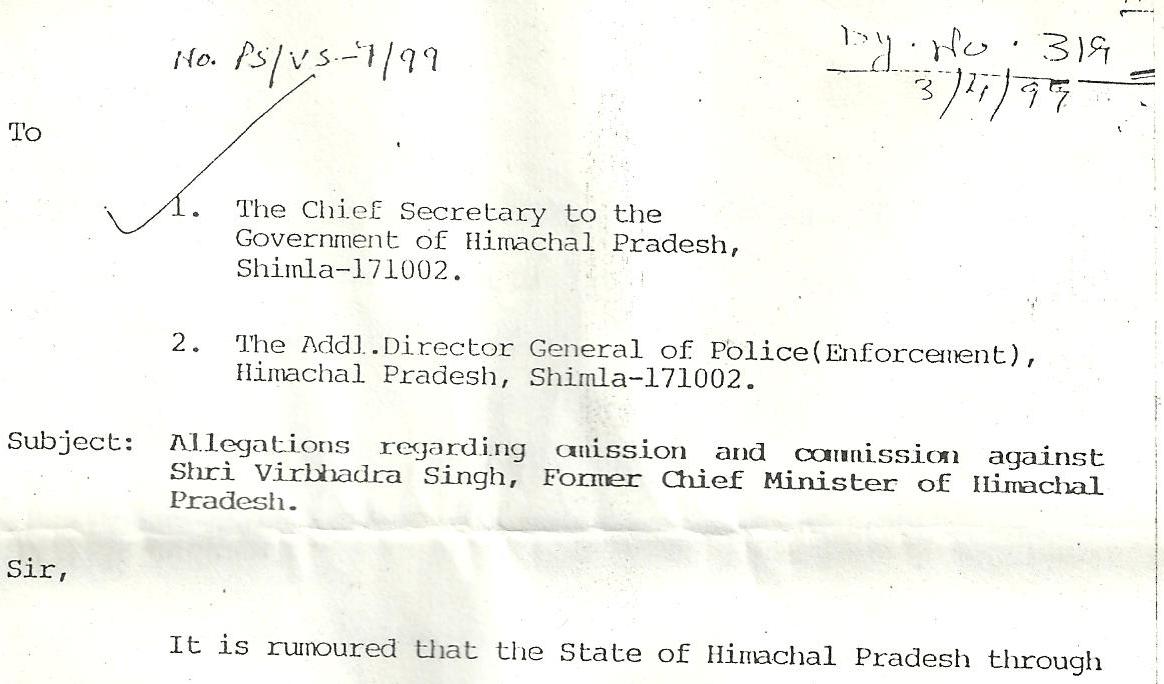 No. PS/VS-1/99
Dy. No. 319
3/4/99
To
1. The Chief Secretary to the
Government of Himachal Pradesh,
Shimla-171002.
2. The Addl.Director General of Police(Enforcement),
Himachal Pradesh, Shimla-171002.
Subject: Allegations regarding omission and commission against
Shri Virbhadra Singh, Former Chief Minister of Himachal
Pradesh.
Sir,
It is rumoured that the State of Himachal Pradesh through